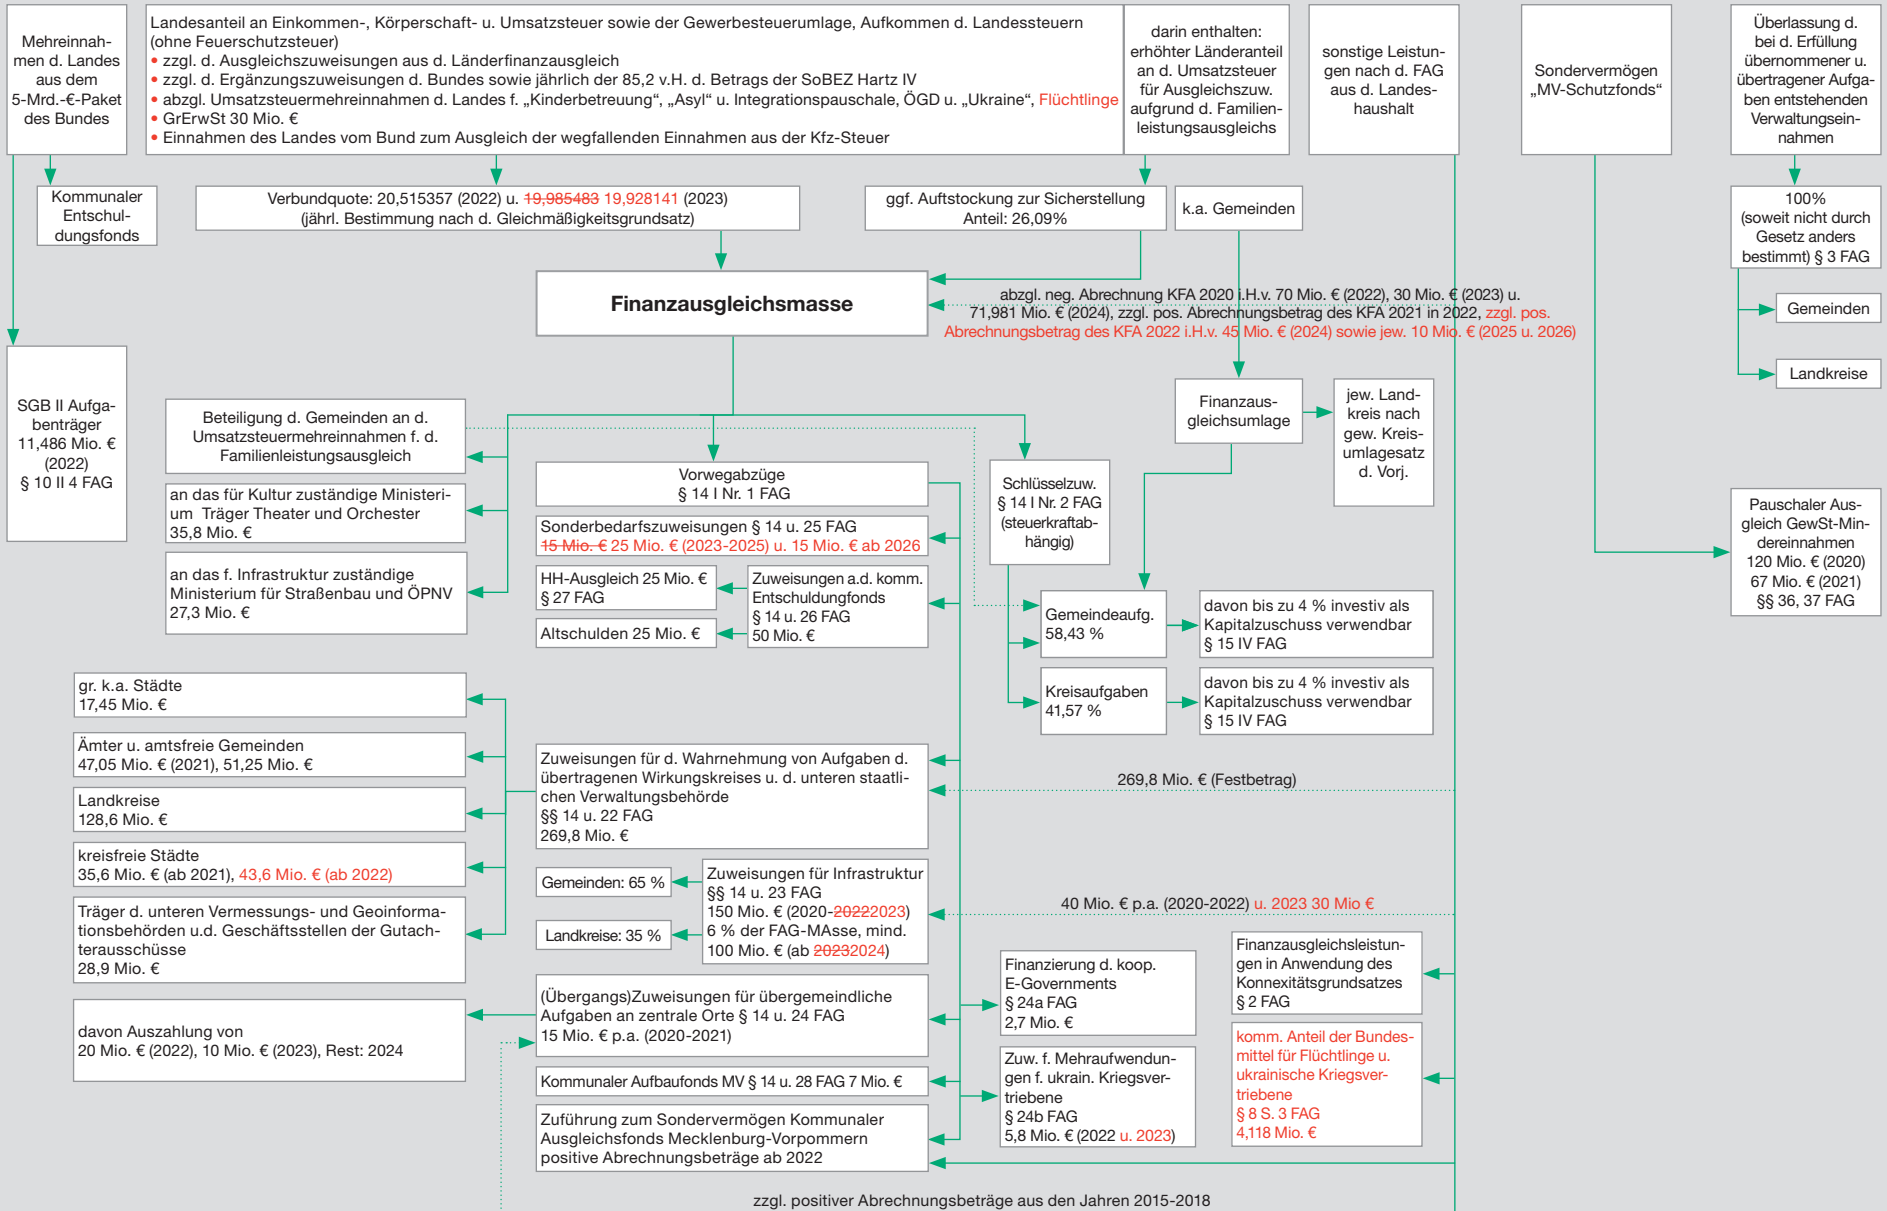 Mehreinnah-
men d. Landes
aus dem
5-Mrd.-€-Paket
des Bundes
Landesanteil an Einkommen-, Körperschaft- u. Umsatzsteuer sowie der Gewerbesteuerumlage, Aufkommen d. Landessteuern
(ohne Feuerschutzsteuer)
• zzgl. d. Ausgleichszuweisungen aus d. Länderfinanzausgleich
• zzgl. d. Ergänzungszuweisungen d. Bundes sowie jährlich der 85,2 v.H. d. Betrags der SoBEZ Hartz IV
• abzgl. Umsatzsteuermehreinnahmen d. Landes f. „Kinderbetreuung“, „Asyl“ u. Integrationspauschale, ÖGD u. „Ukraine“, Flüchtlinge
• GrErwSt 30 Mio. €
• Einnahmen des Landes vom Bund zum Ausgleich der wegfallenden Einnahmen aus der Kfz-Steuer
darin enthalten:
erhöhter Länderanteil
an d. Umsatzsteuer
für Ausgleichszuw.
aufgrund d. Familien-
leistungsausgleichs
sonstige Leistun-
gen nach d. FAG
aus d. Landes-
haushalt
Sondervermögen
„MV-Schutzfonds“
Überlassung d.
bei d. Erfüllung
übernommener u.
übertragener Aufga-
ben entstehenden
Verwaltungsein-
nahmen
Kommunaler
Entschul-
dungsfonds
Verbundquote: 20,515357 (2022) u. 19,985483 19,928141 (2023)
(jährl. Bestimmung nach d. Gleichmäßigkeitsgrundsatz)
ggf. Auftstockung zur Sicherstellung
Anteil: 26,09%
k.a. Gemeinden
100%
(soweit nicht durch
Gesetz anders
bestimmt) § 3 FAG
Finanzausgleichsmasse
abzgl. neg. Abrechnung KFA 2020 i.H.v. 70 Mio. € (2022), 30 Mio. € (2023) u.
71,981 Mio. € (2024), zzgl. pos. Abrechnungsbetrag des KFA 2021 in 2022, zzgl. pos.
Abrechnungsbetrag des KFA 2022 i.H.v. 45 Mio. € (2024) sowie jew. 10 Mio. € (2025 u. 2026)
Gemeinden
Landkreise
SGB II Aufga-
benträger
11,486 Mio. €
(2022)
§ 10 II 4 FAG
Beteiligung d. Gemeinden an d.
Umsatzsteuermehreinnahmen f. d.
Familienleistungsausgleich
an das für Kultur zuständige Ministeri-
um  Träger Theater und Orchester
35,8 Mio. €
an das f. Infrastruktur zuständige
Ministerium für Straßenbau und ÖPNV
27,3 Mio. €
Vorwegabzüge
§ 14 I Nr. 1 FAG
Sonderbedarfszuweisungen § 14 u. 25 FAG
15 Mio. € 25 Mio. € (2023-2025) u. 15 Mio. € ab 2026
HH-Ausgleich 25 Mio. €
§ 27 FAG
Altschulden 25 Mio. €
Zuweisungen a.d. komm.
Entschuldungfonds
§ 14 u. 26 FAG
50 Mio. €
Schlüsselzuw.
§ 14 I Nr. 2 FAG
(steuerkraftab-
hängig)
Finanzaus-
gleichsumlage
jew. Land-
kreis nach
gew. Kreis-
umlagesatz
d. Vorj.
Gemeindeaufg.
58,43 %
davon bis zu 4 % investiv als
Kapitalzuschuss verwendbar
§ 15 IV FAG
Kreisaufgaben
41,57 %
davon bis zu 4 % investiv als
Kapitalzuschuss verwendbar
§ 15 IV FAG
Pauschaler Aus-
gleich GewSt-Min-
dereinnahmen
120 Mio. € (2020)
67 Mio. € (2021)
§§ 36, 37 FAG
gr. k.a. Städte
17,45 Mio. €
Ämter u. amtsfreie Gemeinden
47,05 Mio. € (2021), 51,25 Mio. €
Landkreise
128,6 Mio. €
kreisfreie Städte
35,6 Mio. € (ab 2021), 43,6 Mio. € (ab 2022)
Träger d. unteren Vermessungs- und Geoinforma-
tionsbehörden u.d. Geschäftsstellen der Gutach-
terausschüsse
28,9 Mio. €
davon Auszahlung von
20 Mio. € (2022), 10 Mio. € (2023), Rest: 2024
Zuweisungen für d. Wahrnehmung von Aufgaben d.
übertragenen Wirkungskreises u. d. unteren staatli-
chen Verwaltungsbehörde
§§ 14 u. 22 FAG
269,8 Mio. €
269,8 Mio. € (Festbetrag)
Gemeinden: 65 %
Landkreise: 35 %
Zuweisungen für Infrastruktur
§§ 14 u. 23 FAG
150 Mio. € (2020-20222023)
6 % der FAG-MAsse, mind.
100 Mio. € (ab 20232024)
40 Mio. € p.a. (2020-2022) u. 2023 30 Mio €
(Übergangs)Zuweisungen für übergemeindliche
Aufgaben an zentrale Orte § 14 u. 24 FAG
15 Mio. € p.a. (2020-2021)
Kommunaler Aufbaufonds MV § 14 u. 28 FAG 7 Mio. €
Zuführung zum Sondervermögen Kommunaler
Ausgleichsfonds Mecklenburg-Vorpommern
positive Abrechnungsbeträge ab 2022
Finanzierung d. koop.
E-Governments
§ 24a FAG
2,7 Mio. €
Zuw. f. Mehraufwendun-
gen f. ukrain. Kriegsver-
triebene
§ 24b FAG
5,8 Mio. € (2022 u. 2023)
Finanzausgleichsleistun-
gen in Anwendung des
Konnexitätsgrundsatzes
§ 2 FAG
komm. Anteil der Bundes-
mittel für Flüchtlinge u.
ukrainische Kriegsver-
triebene
§ 8 S. 3 FAG
4,118 Mio. €
zzgl. positiver Abrechnungsbeträge aus den Jahren 2015-2018